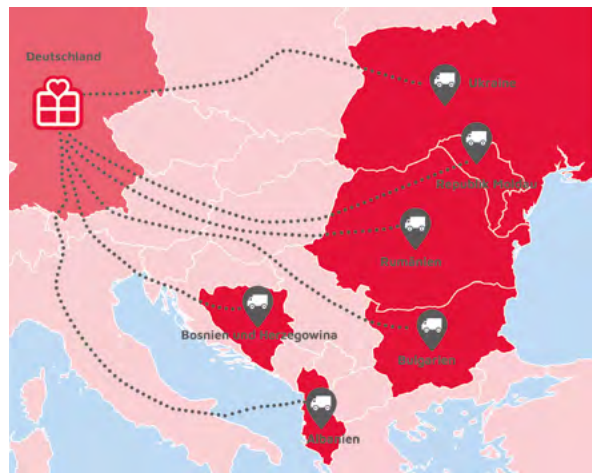 Deutschland
Ukraine
Republik Moldau
Rumänien
Bosnien und Herzegowina
Bulgarien
Albanien